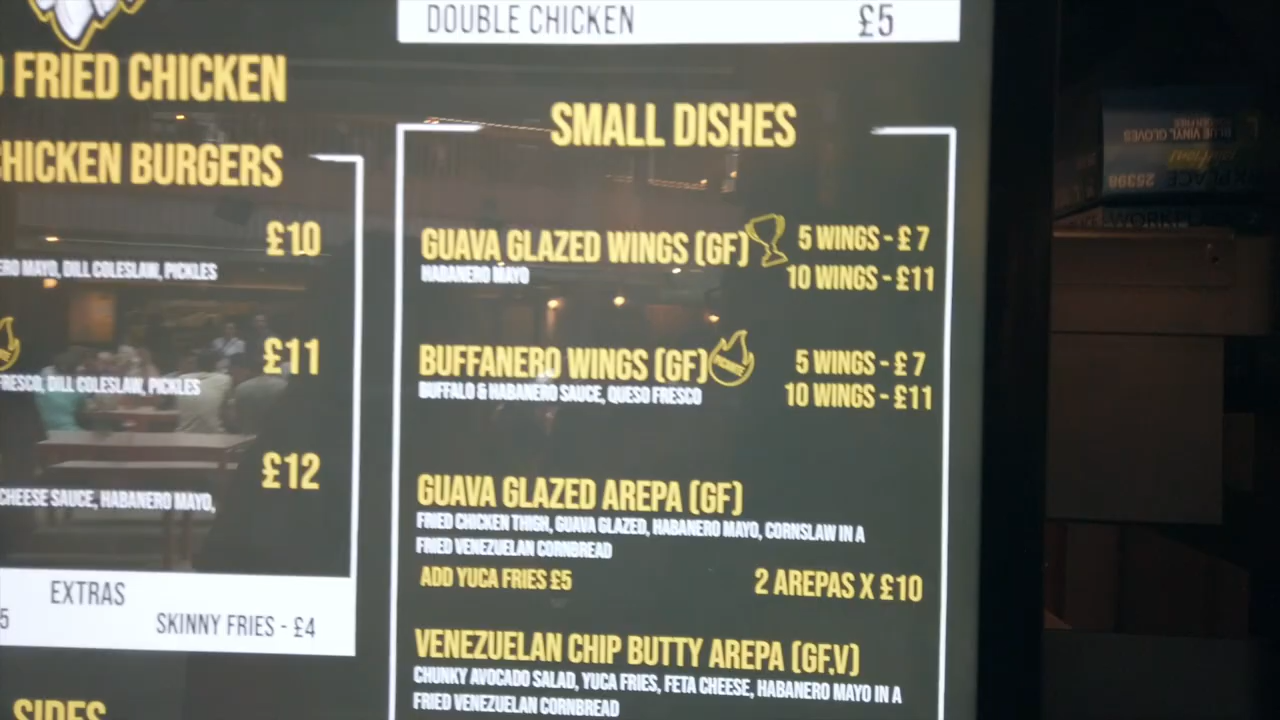 DOUBLE CHICKEN £5
FRIED CHICKEN
CHICKEN BURGERS
£10
MAYO, DILL COLESLAW, PICKLES
£11
FRESCO, DILL COLESLAW, PICKLES
£12
CHEESE SAUCE, HABANERO MAYO,
EXTRAS
5 SKINNY FRIES - £4
SIDES
SMALL DISHES
GUAVA GLAZED WINGS (GF) 5 WINGS - £ 7
HABANERO MAYO 10 WINGS - £11
BUFFANERO WINGS (GF) 5 WINGS - £ 7
BUFFALO & HABANERO SAUCE, QUESO FRESCO 10 WINGS - £11
GUAVA GLAZED AREPA (GF)
FRIED CHICKEN THIGH, GUAVA GLAZED, HABANERO MAYO, CORNSLAW IN A
FRIED VENEZUELAN CORNBREAD
ADD YUCA FRIES £5 2 AREPAS X £10
VENEZUELAN CHIP BUTTY AREPA (GF,V)
CHUNKY AVOCADO SALAD, YUCA FRIES, FETA CHEESE, HABANERO MAYO IN A
FRIED VENEZUELAN CORNBREAD
BLUE VINYL GLOVES
25398